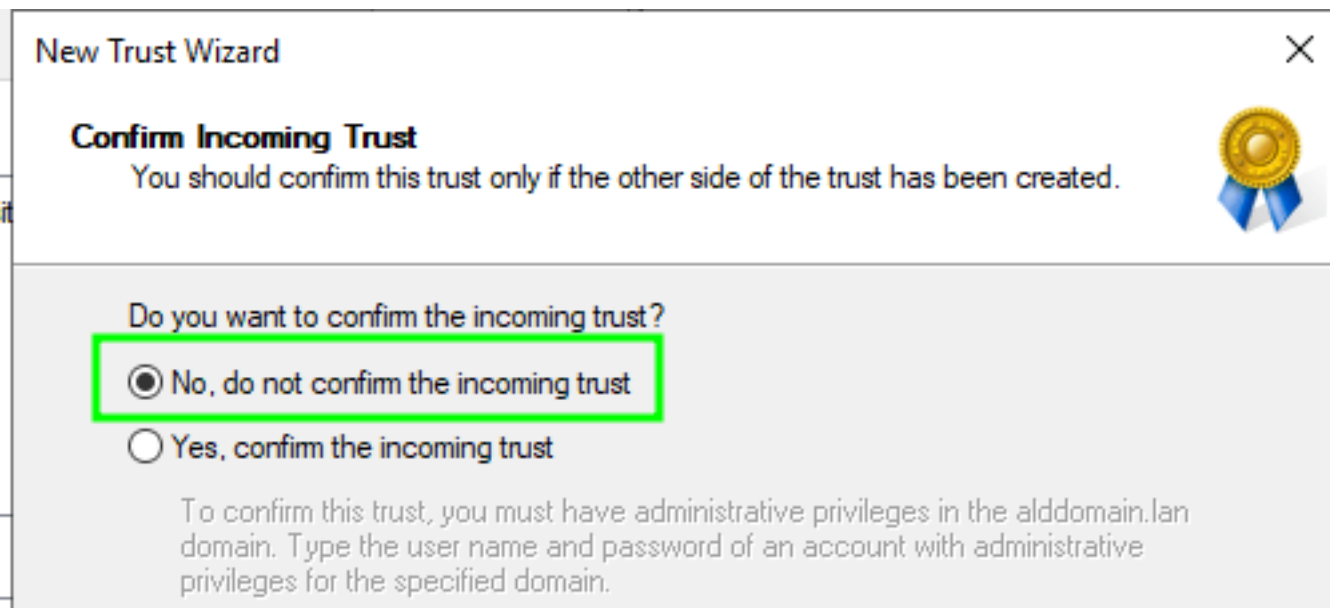 New Trust Wizard
Confirm Incoming Trust
You should confirm this trust only if the other side of the trust has been created.
Do you want to confirm the incoming trust?
No, do not confirm the incoming trust
Yes, confirm the incoming trust
To confirm this trust, you must have administrative privileges in the alddomain.lan
domain. Type the user name and password of an account with administrative
privileges for the specified domain.